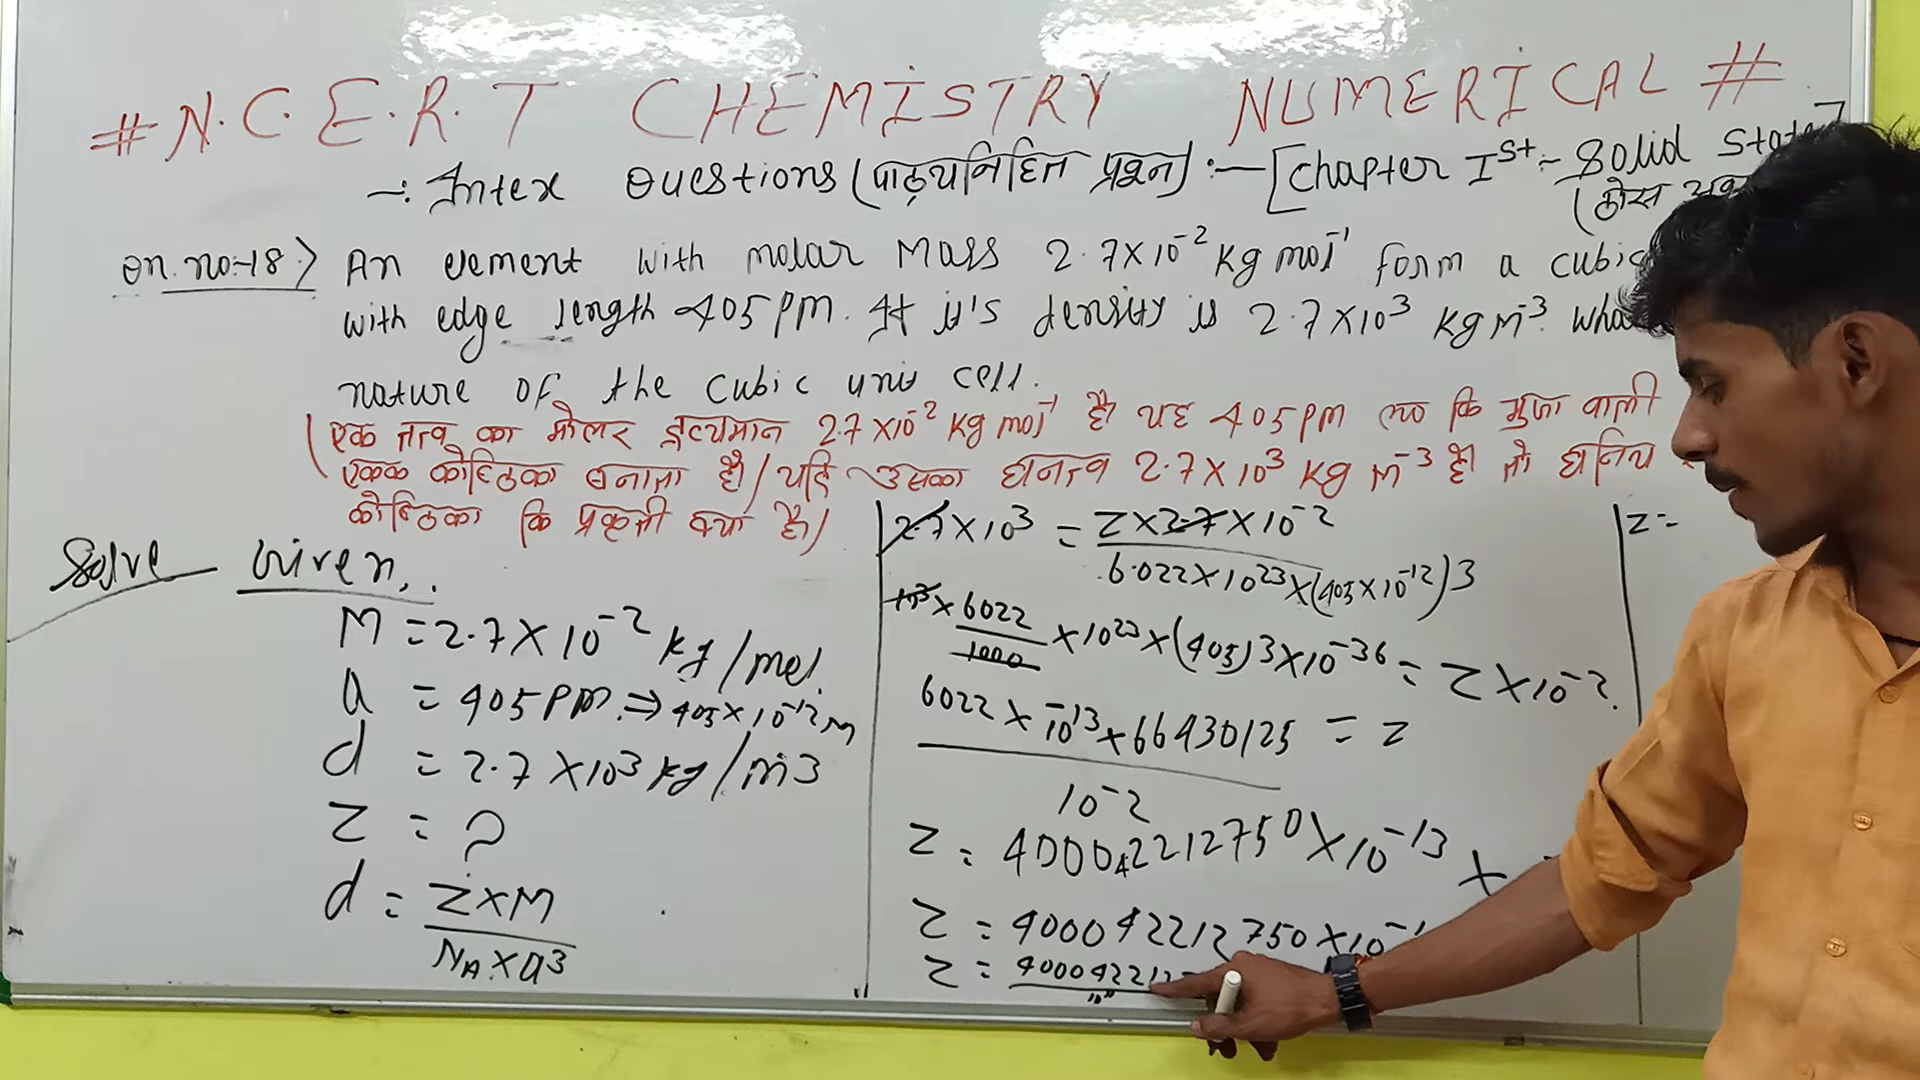 # N.C.E.R.T CHEMISTRY NUMERICAL #
-: Intex Questions (पाठ्यनिहित प्रश्न) :- [Chapter Ist :- Solid State]
(ठोस
Qn. no:-18:> An element with molar Mass 2.7×10⁻² Kg mol⁻¹ form a cubic
with edge length 405 pm. If it's density is 2.7×10³ Kg m⁻³.
nature of the cubic unit cell.
(एक तत्व का मोलर द्रव्यमान 2.7×10⁻² Kg mol⁻¹ है। यह 405 pm लम्बे कि भुजा वाली
एकक कोष्ठिका बनाता है। यदि उसका घनत्व 2.7×10³ Kg m⁻³ है। तो घनिय
कोष्ठिका कि प्रकृती क्या है।)
Solve Given,.
M = 2.7×10⁻² kg/mol.
a = 405 pm. ⇒ 405×10⁻¹² m
d = 2.7×10³ kg/m3
Z = ?
d = Z×M
N_A×a³
2.7×10³ = Z×2.7×10⁻²
6.022×10²³×(405×10⁻¹²)3
10³×6022 ×10²³×(405)3×10⁻³⁶ = Z×10⁻².
1000
6022×10⁻¹³×66430125 = Z
10⁻²
Z = 400042212750×10⁻¹³ ×
Z = 400042212750×10⁻¹
Z = 40004221
10¹¹
Z =